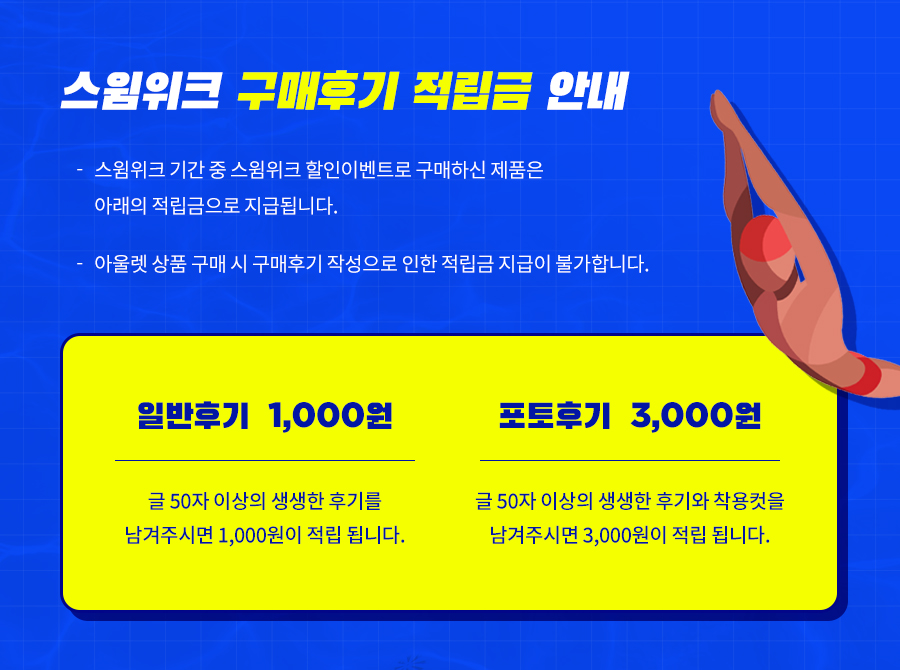 스윔위크 구매후기 적립금 안내
- 스윔위크 기간 중 스윔위크 할인이벤트로 구매하신 제품은
아래의 적립금으로 지급됩니다.
- 아울렛 상품 구매 시 구매후기 작성으로 인한 적립금 지급이 불가합니다.
일반후기 1,000원
글 50자 이상의 생생한 후기를
남겨주시면 1,000원이 적립 됩니다.
포토후기 3,000원
글 50자 이상의 생생한 후기와 착용컷을
남겨주시면 3,000원이 적립 됩니다.